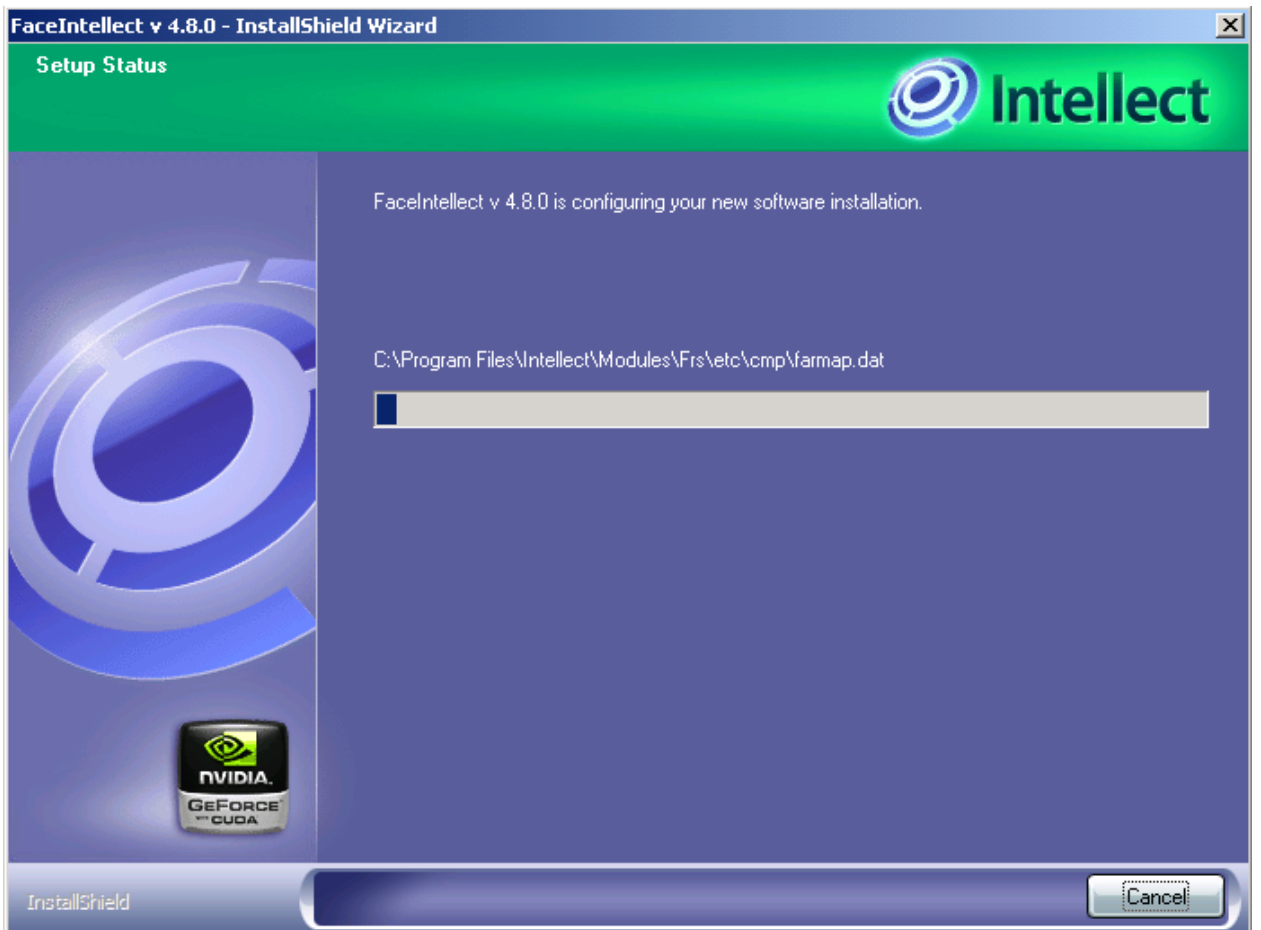 FaceIntellect v 4.8.0 - InstallShield Wizard
Setup Status
Intellect
FaceIntellect v 4.8.0 is configuring your new software installation.
C:\Program Files\Intellect\Modules\Frs\etc\cmp\farmap.dat
NVIDIA.
GEFORCE
WITH CUDA
InstallShield
Cancel